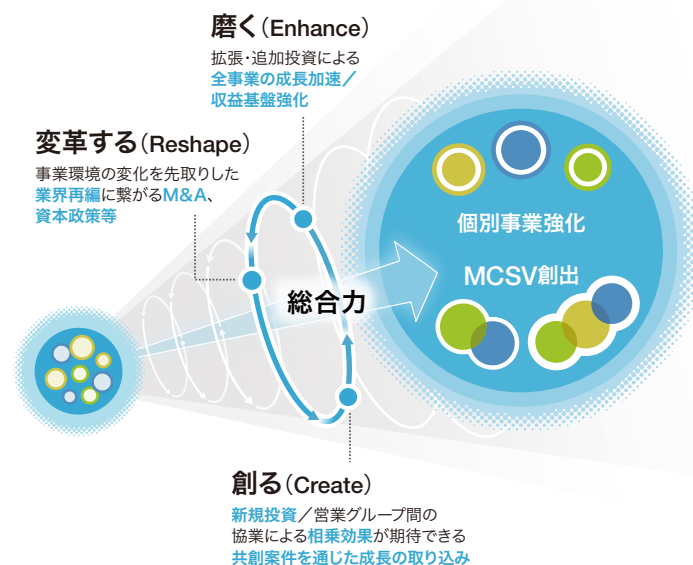 磨く(Enhance)
拡張・追加投資による
全事業の成長加速/
収益基盤強化
変革する(Reshape)
事業環境の変化を先取りした
業界再編に繋がるM&A、
資本政策等
個別事業強化
MCSV創出
総合力
創る(Create)
新規投資/営業グループ間の
協業による相乗効果が期待できる
共創案件を通じた成長の取り込み